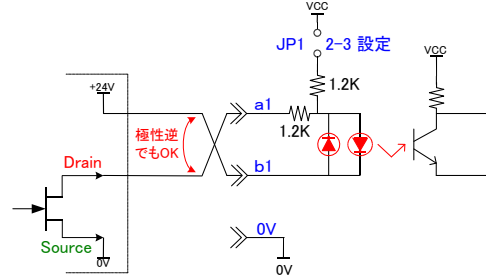 VCC
JP1 2-3 設定
VCC
+24V
1.2K
a1
極性逆
でもOK
1.2K
Drain
b1
Source
0V
0V
0V